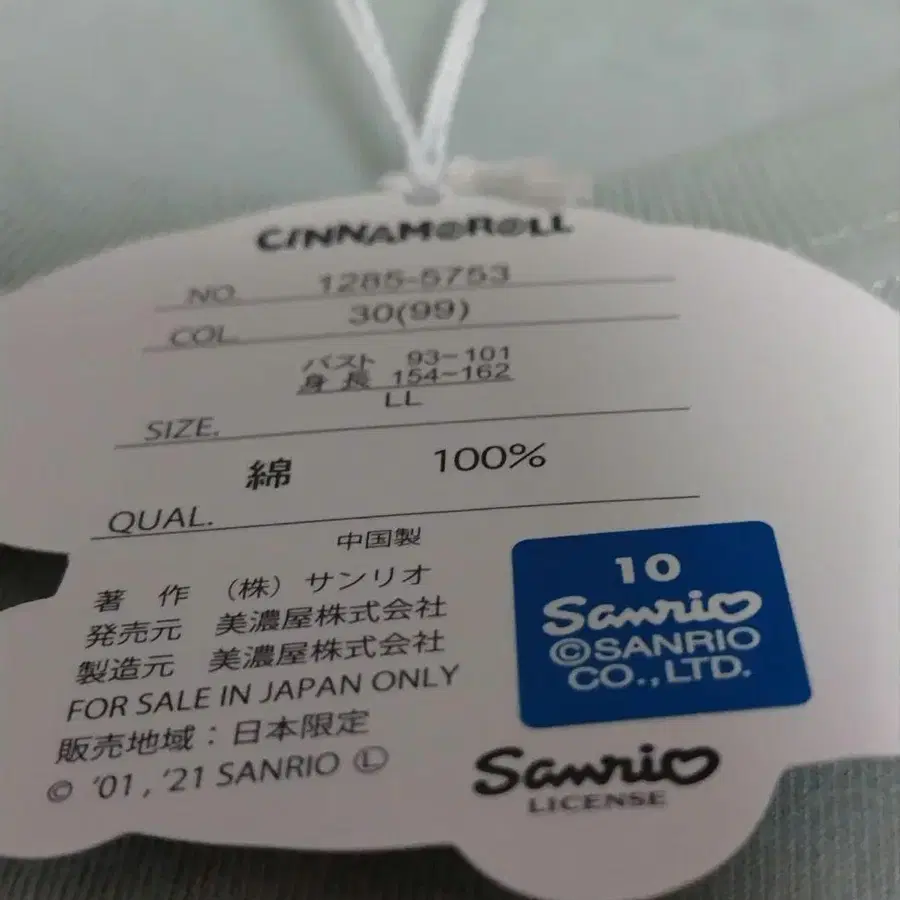 CINNAMOROLL
NO. 1285-5753
COL. 30(99)
バスト 93~101
身長 154~162
LL
SIZE.
綿 100%
QUAL.
中国製
著作 (株)サンリオ
発売元 美濃屋株式会社
製造元 美濃屋株式会社
FOR SALE IN JAPAN ONLY
販売地域:日本限定
© '01, '21 SANRIO Ⓛ
10
Sanrio
©SANRIO
CO.,LTD.
Sanrio
LICENSE